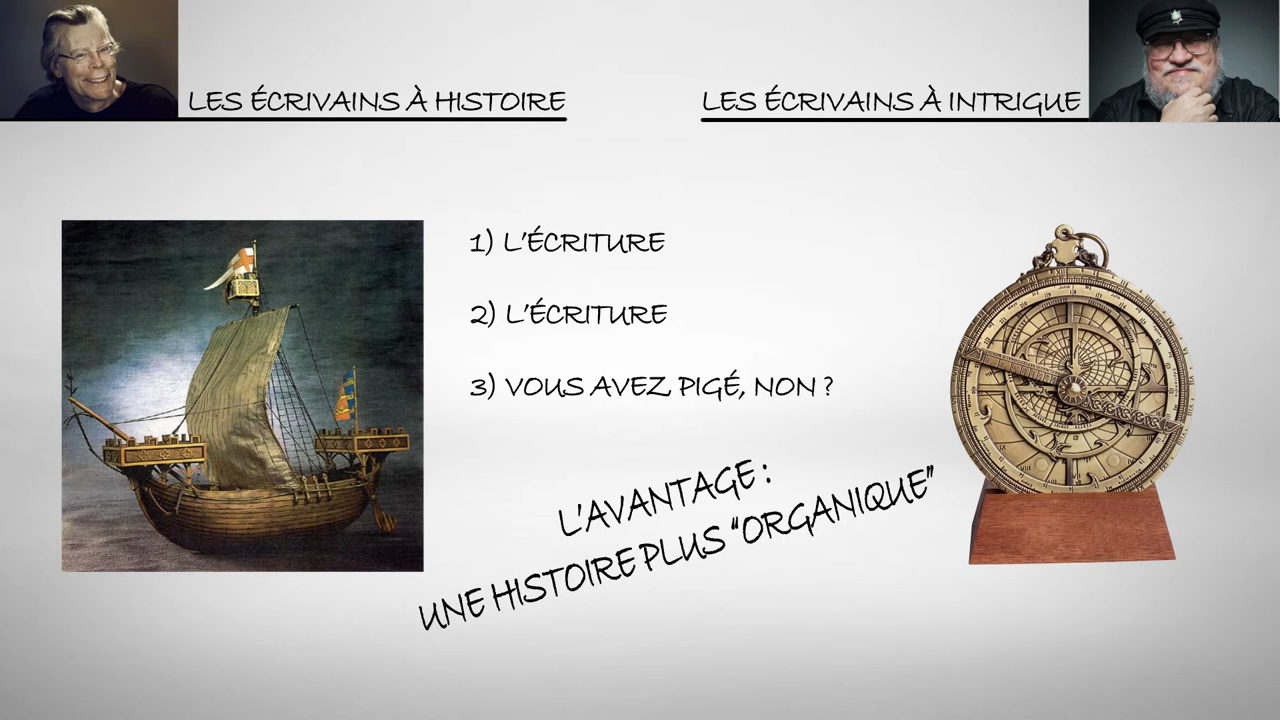 LES ÉCRIVAINS À HISTOIRE
LES ÉCRIVAINS À INTRIGUE
1) L'ÉCRITURE
2) L'ÉCRITURE
3) VOUS AVEZ PIGÉ, NON ?
L'AVANTAGE :
UNE HISTOIRE PLUS "ORGANIQUE"